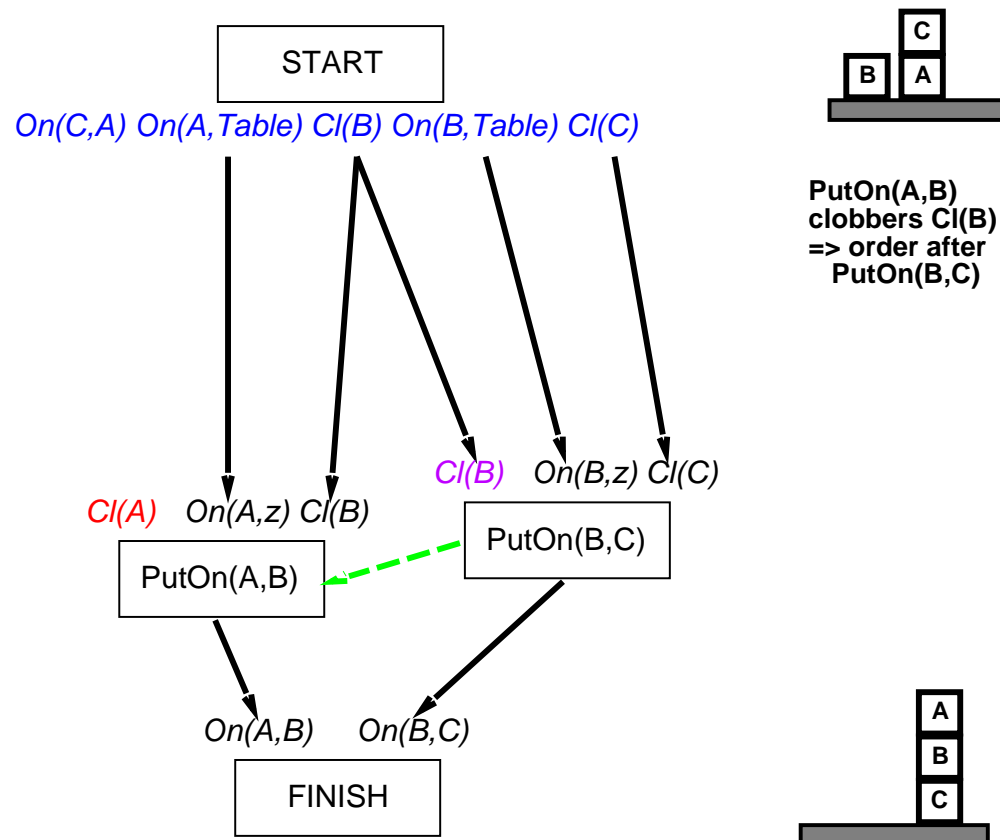 START
On(C,A) On(A,Table) Cl(B) On(B,Table) Cl(C)
C
B A
PutOn(A,B)
clobbers Cl(B)
=> order after
PutOn(B,C)
Cl(B) On(B,z) Cl(C)
Cl(A) On(A,z) Cl(B)
PutOn(B,C)
PutOn(A,B)
On(A,B) On(B,C)
FINISH
A
B
C